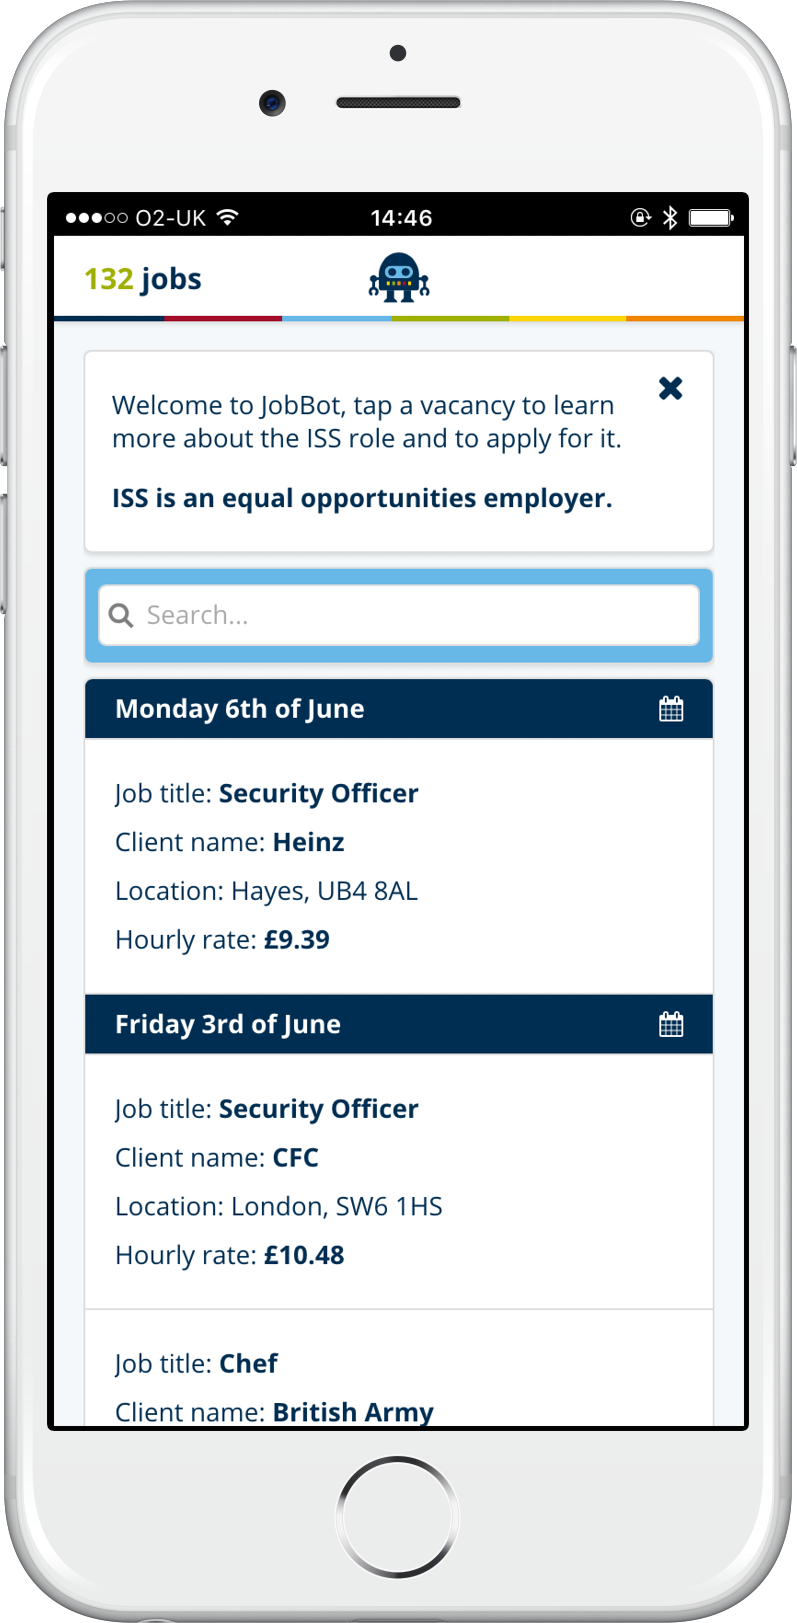 O2-UK 14:46
132 jobs
Welcome to JobBot, tap a vacancy to learn
more about the ISS role and to apply for it.
ISS is an equal opportunities employer.
Search...
Monday 6th of June
Job title: Security Officer
Client name: Heinz
Location: Hayes, UB4 8AL
Hourly rate: £9.39
Friday 3rd of June
Job title: Security Officer
Client name: CFC
Location: London, SW6 1HS
Hourly rate: £10.48
Job title: Chef
Client name: British Army